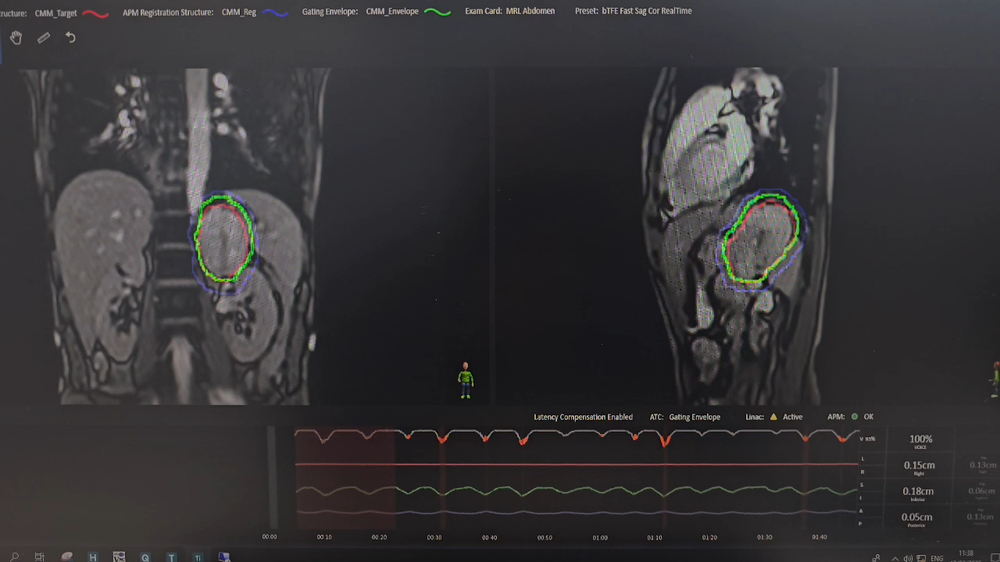 ructure: CMM_Target APM Registration Structure: CMM_Reg Gating Envelope: CMM_Envelope Exam Card: MRL Abdomen Preset: bTFE Fast Sag Cor RealTime
Latency Compensation Enabled ATC: Gating Envelope Linac: Active APM: OK
V 93% 100%
VOICE
L 0.15cm 0.13cm
R Right
S 0.18cm 0.06cm
I Inferior
A 0.05cm 0.13cm
P Posterior
00:00 00:10 00:20 00:30 00:40 00:50 01:00 01:10 01:20 01:30 01:40
H Q T TI ENG 11:38